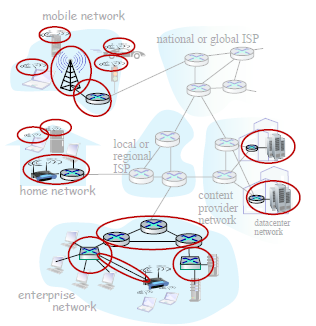 mobile network
national or global ISP
local or
regional
ISP
home network
content
provider
network
datacenter
network
enterprise
network